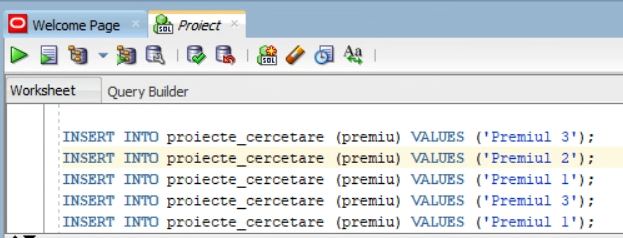 Welcome Page × Proiect ×
SQL
Aa
Worksheet Query Builder
INSERT INTO proiecte_cercetare (premiu) VALUES ('Premiul 3');
INSERT INTO proiecte_cercetare (premiu) VALUES ('Premiul 2');
INSERT INTO proiecte_cercetare (premiu) VALUES ('Premiul 1');
INSERT INTO proiecte_cercetare (premiu) VALUES ('Premiul 3');
INSERT INTO proiecte_cercetare (premiu) VALUES ('Premiul 1');